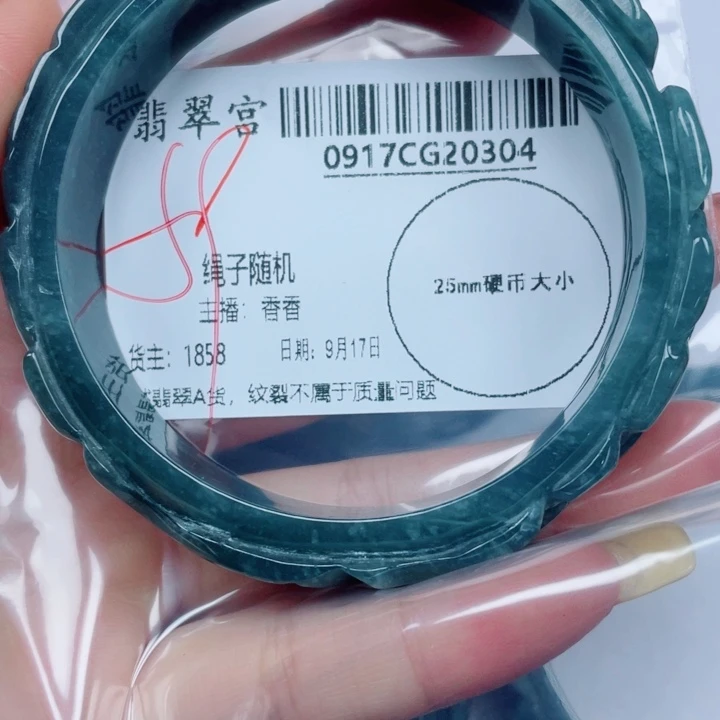 翡翠宫
0917CG20304
58
绳子随机
25mm硬币大小
主播：香香
货主：1858 日期：9月17日
翡翠A货，纹裂不属于质量问题